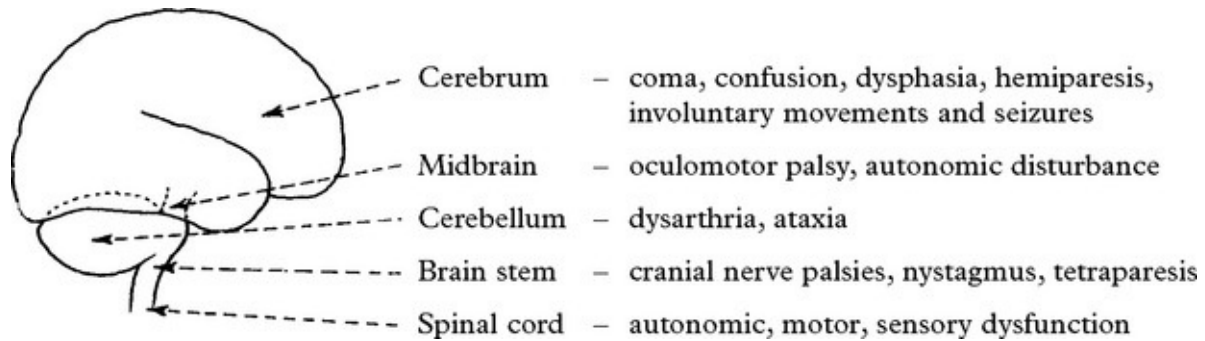 Cerebrum – coma, confusion, dysphasia, hemiparesis,
involuntary movements and seizures
Midbrain – oculomotor palsy, autonomic disturbance
Cerebellum – dysarthria, ataxia
Brain stem – cranial nerve palsies, nystagmus, tetraparesis
Spinal cord – autonomic, motor, sensory dysfunction